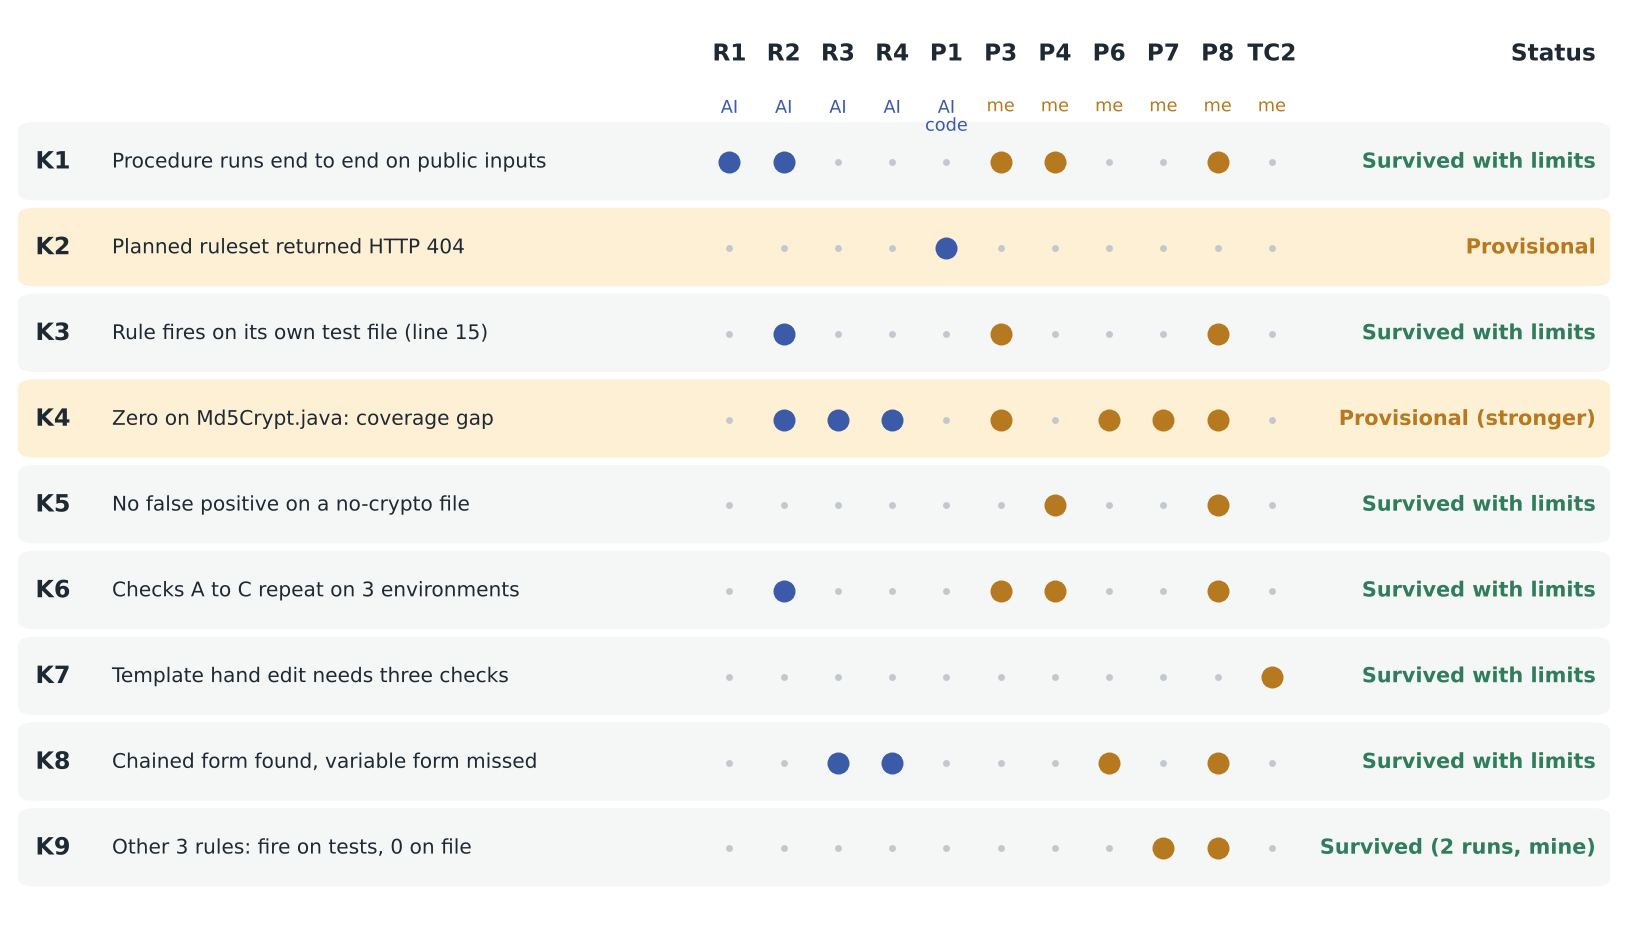 R1 R2 R3 R4 P1 P3 P4 P6 P7 P8 TC2 Status
AI AI AI AI AI me me me me me me
code
K1 Procedure runs end to end on public inputs Survived with limits
K2 Planned ruleset returned HTTP 404 Provisional
K3 Rule fires on its own test file (line 15) Survived with limits
K4 Zero on Md5Crypt.java: coverage gap Provisional (stronger)
K5 No false positive on a no-crypto file Survived with limits
K6 Checks A to C repeat on 3 environments Survived with limits
K7 Template hand edit needs three checks Survived with limits
K8 Chained form found, variable form missed Survived with limits
K9 Other 3 rules: fire on tests, 0 on file Survived (2 runs, mine)